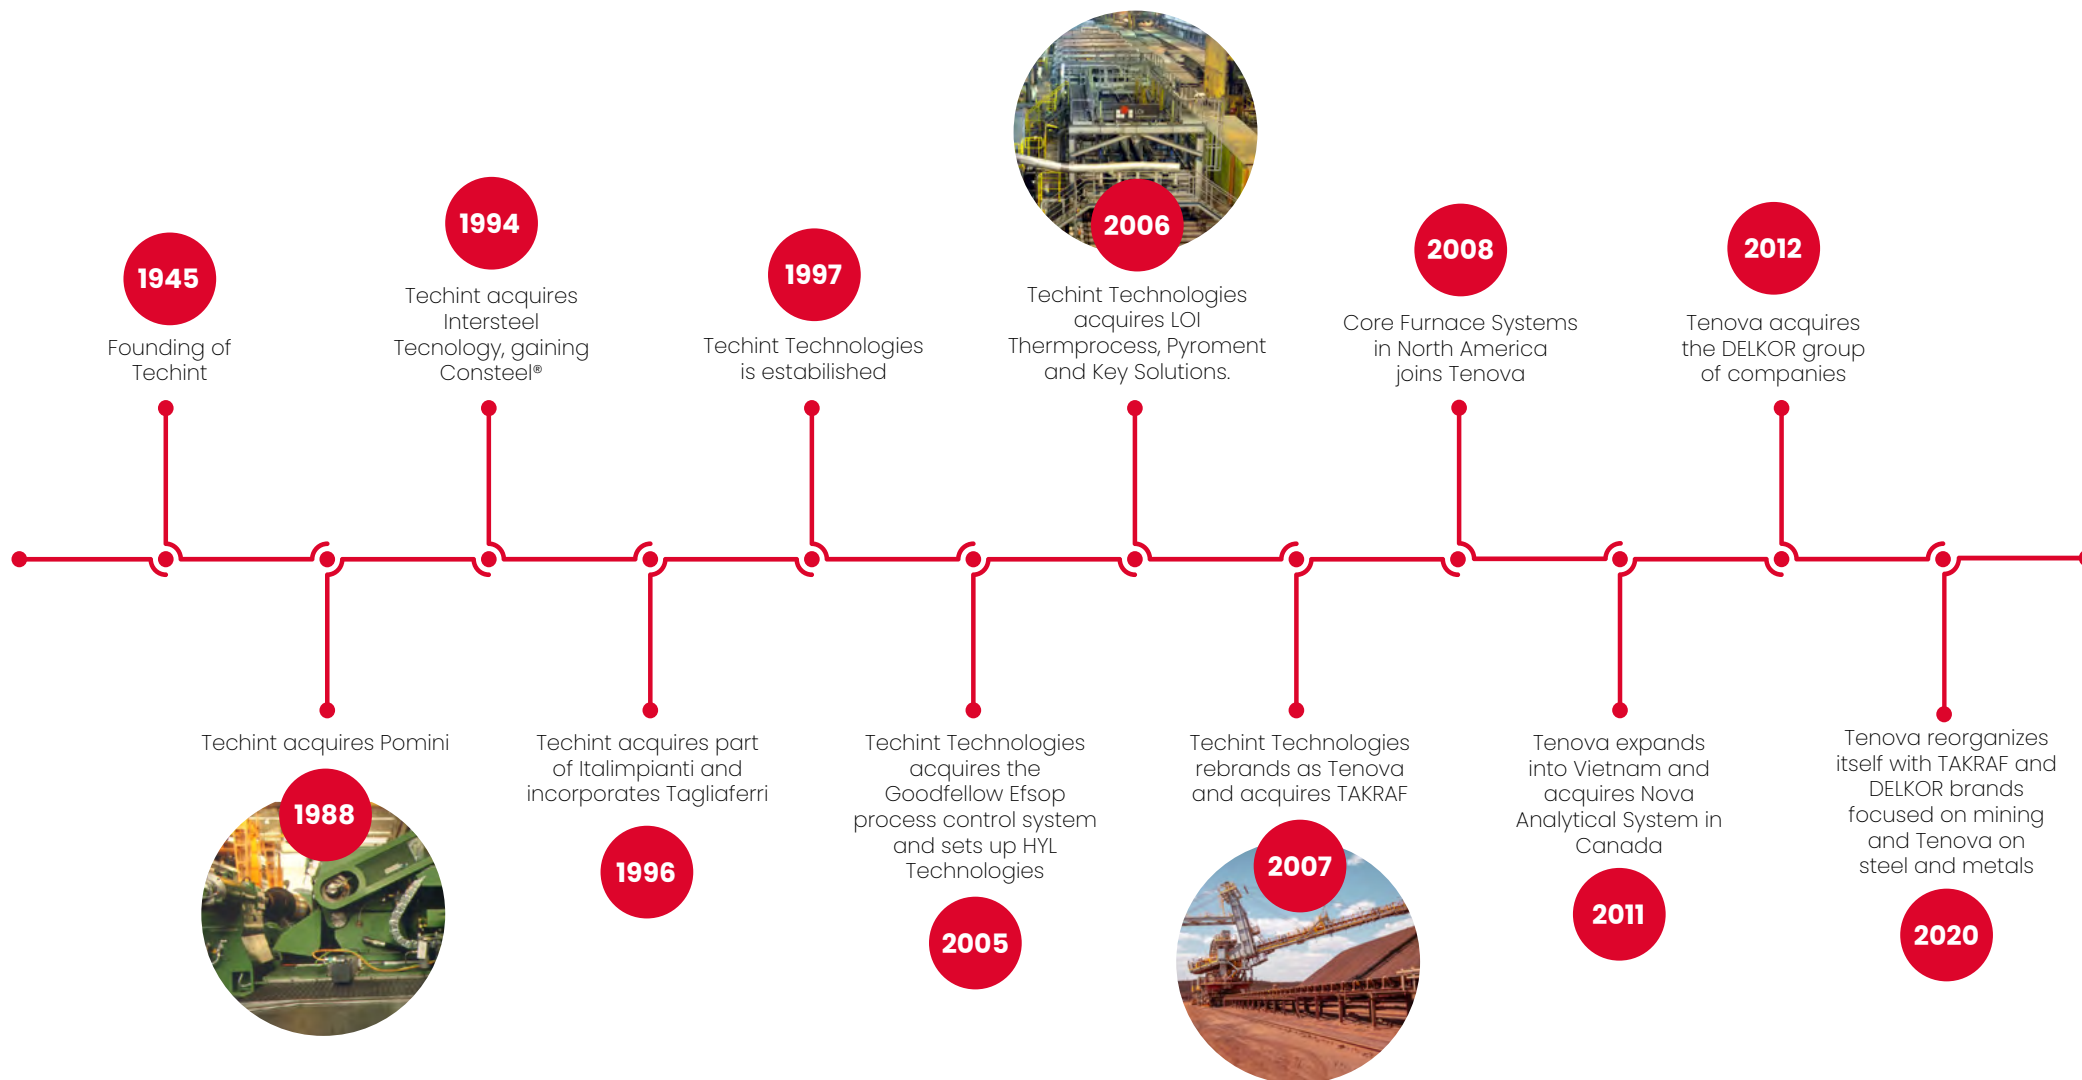 1945
Founding of
Techint
Techint acquires Pomini
1988
1994
Techint acquires
Intersteel
Tecnology, gaining
Consteel®
Techint acquires part
of Italimpianti and
incorporates Tagliaferri
1996
1997
Techint Technologies
is estabilished
Techint Technologies
acquires the
Goodfellow Efsop
process control system
and sets up HYL
Technologies
2005
2006
Techint Technologies
acquires LOI
Thermprocess, Pyroment
and Key Solutions.
Techint Technologies
rebrands as Tenova
and acquires TAKRAF
2007
2008
Core Furnace Systems
in North America
joins Tenova
Tenova expands
into Vietnam and
acquires Nova
Analytical System in
Canada
2011
2012
Tenova acquires
the DELKOR group
of companies
Tenova reorganizes
itself with TAKRAF and
DELKOR brands
focused on mining
and Tenova on
steel and metals
2020